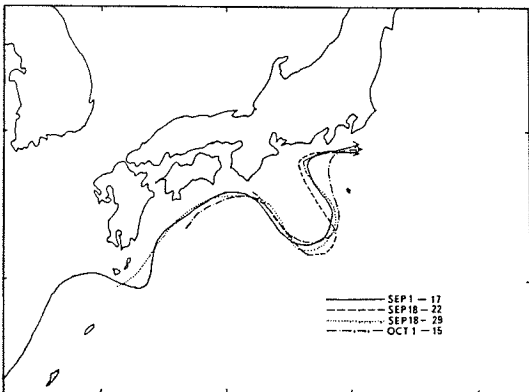 SEP 1 – 17
SEP 18 – 22
SEP 18 – 29
OCT 1 – 15